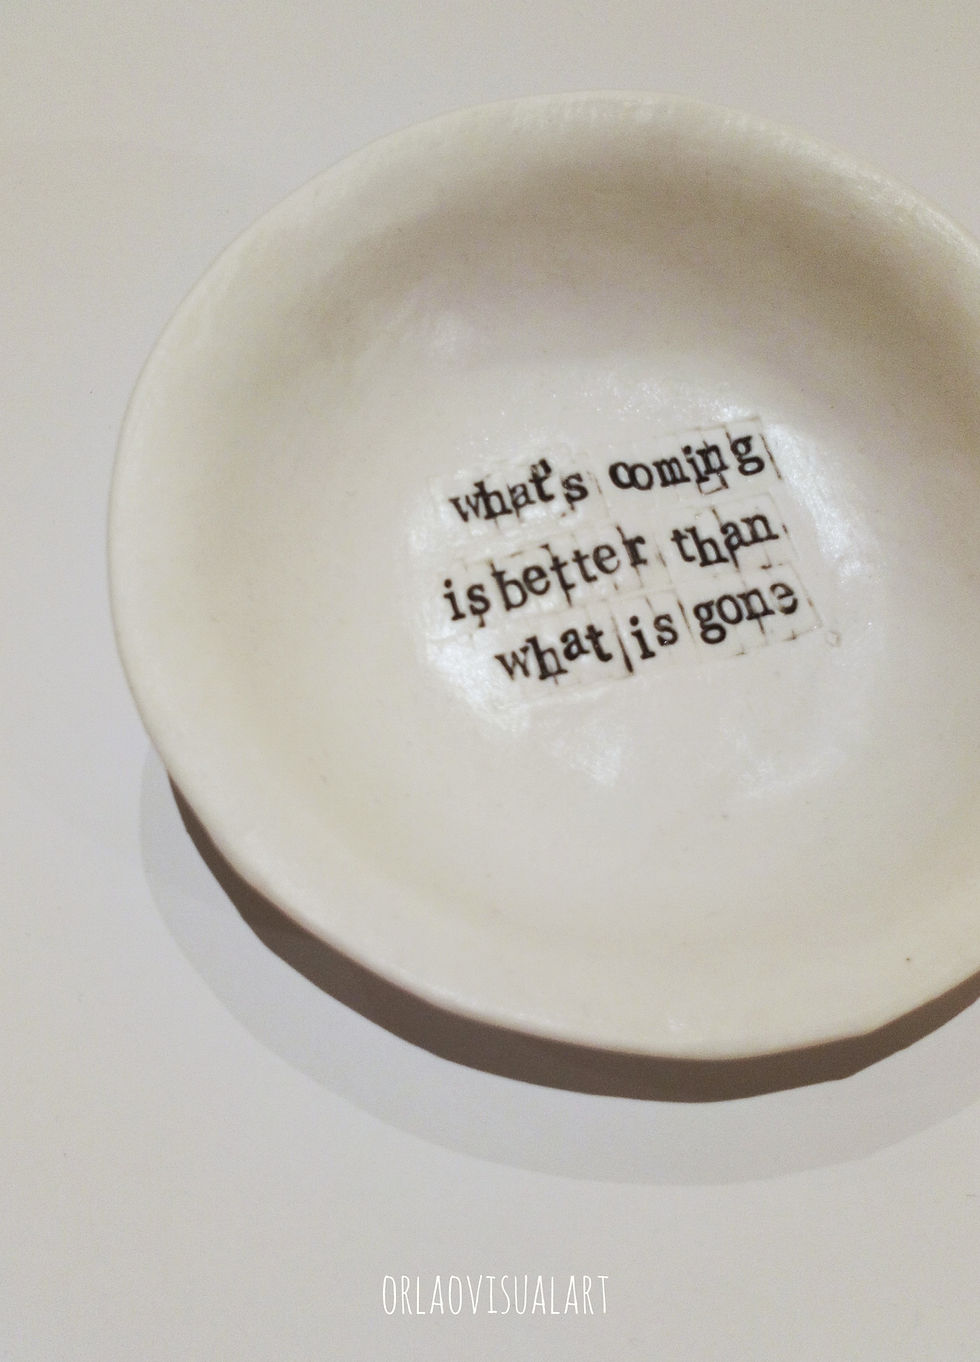 what's coming
is better than
what is gone
ORLAOVISUALART